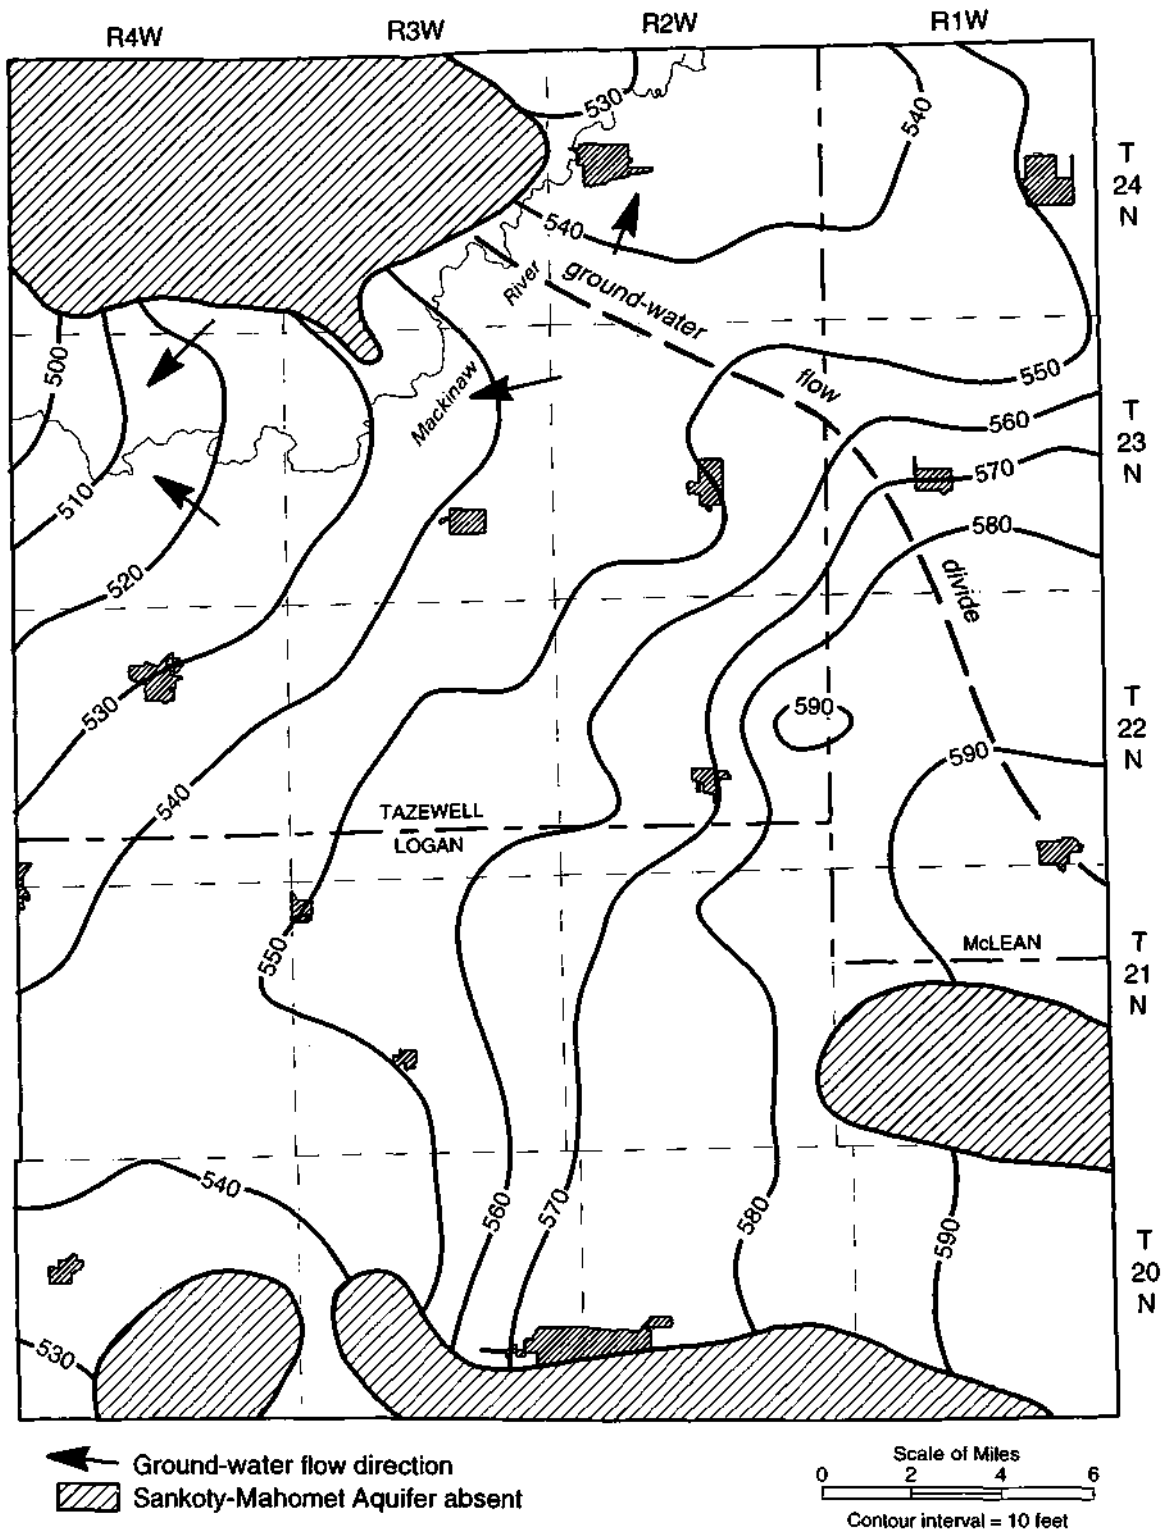 R4W
R3W
R2W
R1W
530
540
T
24
N
540
River
ground-water
500
Mackinaw
flow
550
T
23
N
560
570
510
580
520
divide
530
590
590
T
22
N
540
TAZEWELL
LOGAN
550
McLEAN
T
21
N
540
560
570
580
590
T
20
N
530
Ground-water flow direction
Sankoty-Mahomet Aquifer absent
Scale of Miles
0 2 4 6
Contour interval = 10 feet